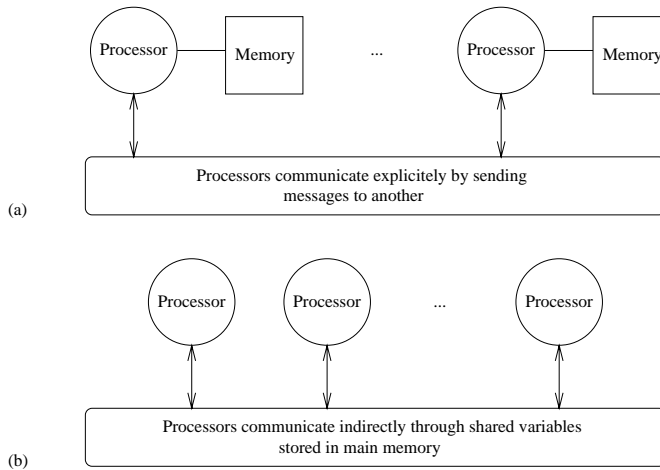 Processor
Memory
...
Processor
Memory
Processors communicate explicitely by sending
messages to another
(a)
Processor
Processor
...
Processor
Processors communicate indirectly through shared variables
stored in main memory
(b)